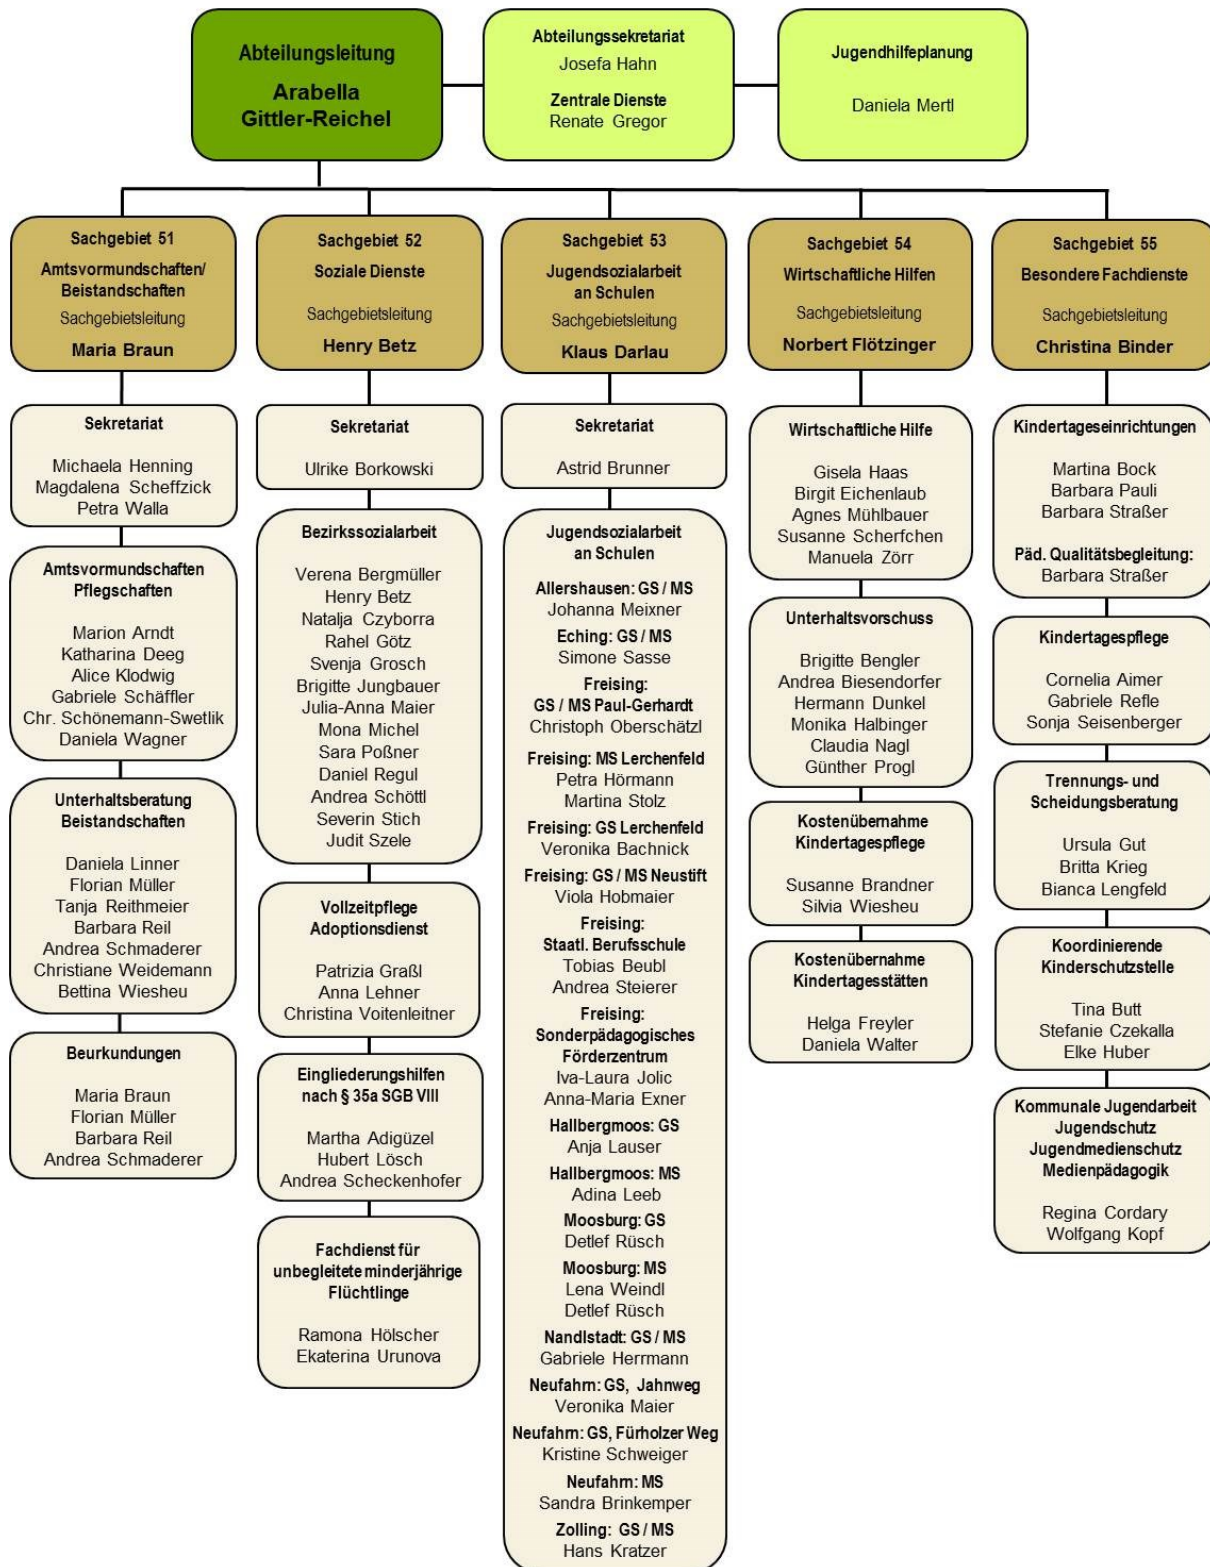 Abteilungsleitung
Arabella
Gittler-Reichel
Abteilungssekretariat
Josefa Hahn
Zentrale Dienste
Renate Gregor
Jugendhilfeplanung
Daniela Mertl
Sachgebiet 51
Amtsvormundschaften/
Beistandschaften
Sachgebietsleitung
Maria Braun
Sekretariat
Michaela Henning
Magdalena Scheffzick
Petra Walla
Amtsvormundschaften
Pflegschaften
Marion Arndt
Katharina Deeg
Alice Klodwig
Gabriele Schäffler
Chr. Schönemann-Swetlik
Daniela Wagner
Unterhaltsberatung
Beistandschaften
Daniela Linner
Florian Müller
Tanja Reithmeier
Barbara Reil
Andrea Schmaderer
Christiane Weidemann
Bettina Wiesheu
Beurkundungen
Maria Braun
Florian Müller
Barbara Reil
Andrea Schmaderer
Sachgebiet 52
Soziale Dienste
Sachgebietsleitung
Henry Betz
Sekretariat
Ulrike Borkowski
Bezirkssozialarbeit
Verena Bergmüller
Henry Betz
Natalja Czyborra
Rahel Götz
Svenja Grosch
Brigitte Jungbauer
Julia-Anna Maier
Mona Michel
Sara Poßner
Daniel Regul
Andrea Schöttl
Severin Stich
Judit Szele
Vollzeitpflege
Adoptionsdienst
Patrizia Graßl
Anna Lehner
Christina Voitenleitner
Eingliederungshilfen
nach § 35a SGB VIII
Martha Adigüzel
Hubert Lösch
Andrea Scheckenhofer
Fachdienst für
unbegleitete minderjährige
Flüchtlinge
Ramona Hölscher
Ekaterina Urunova
Sachgebiet 53
Jugendsozialarbeit
an Schulen
Sachgebietsleitung
Klaus Darlau
Sekretariat
Astrid Brunner
Jugendsozialarbeit
an Schulen
Allershausen: GS / MS
Johanna Meixner
Eching: GS / MS
Simone Sasse
Freising:
GS / MS Paul-Gerhardt
Christoph Oberschätzl
Freising: MS Lerchenfeld
Petra Hörmann
Martina Stolz
Freising: GS Lerchenfeld
Veronika Bachnick
Freising: GS / MS Neustift
Viola Hobmaier
Freising:
Staatl. Berufsschule
Tobias Beubl
Andrea Steierer
Freising:
Sonderpädagogisches
Förderzentrum
Iva-Laura Jolic
Anna-Maria Exner
Hallbergmoos: GS
Anja Lauser
Hallbergmoos: MS
Adina Leeb
Moosburg: GS
Detlef Rüsch
Moosburg: MS
Lena Weindl
Detlef Rüsch
Nandlstadt: GS / MS
Gabriele Herrmann
Neufahrn: GS, Jahnweg
Veronika Maier
Neufahrn: GS, Fürholzer Weg
Kristine Schweiger
Neufahrn: MS
Sandra Brinkemper
Zolling: GS / MS
Hans Kratzer
Sachgebiet 54
Wirtschaftliche Hilfen
Sachgebietsleitung
Norbert Flötzinger
Wirtschaftliche Hilfe
Gisela Haas
Birgit Eichenlaub
Agnes Mühlbauer
Susanne Scherfchen
Manuela Zörr
Unterhaltsvorschuss
Brigitte Bengler
Andrea Biesendorfer
Hermann Dunkel
Monika Halbinger
Claudia Nagl
Günther Progl
Kostenübernahme
Kindertagespflege
Susanne Brandner
Silvia Wiesheu
Kostenübernahme
Kindertagesstätten
Helga Freyler
Daniela Walter
Sachgebiet 55
Besondere Fachdienste
Sachgebietsleitung
Christina Binder
Kindertageseinrichtungen
Martina Bock
Barbara Pauli
Barbara Straßer
Päd. Qualitätsbegleitung:
Barbara Straßer
Kindertagespflege
Cornelia Aimer
Gabriele Refle
Sonja Seisenberger
Trennungs- und
Scheidungsberatung
Ursula Gut
Britta Krieg
Bianca Lengfeld
Koordinierende
Kinderschutzstelle
Tina Butt
Stefanie Czekalla
Elke Huber
Kommunale Jugendarbeit
Jugendschutz
Jugendmedienschutz
Medienpädagogik
Regina Cordary
Wolfgang Kopf